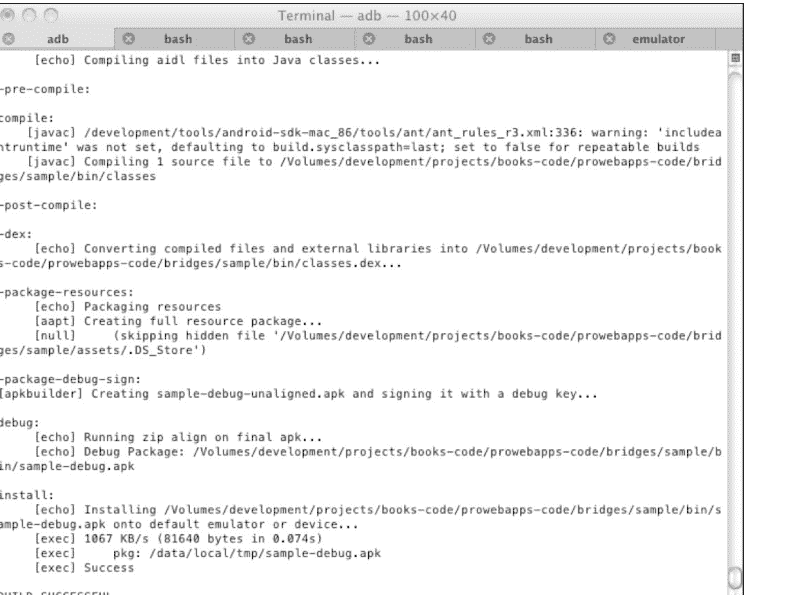 Terminal — adb — 100×40
adb bash bash bash bash emulator
[echo] Compiling aidl files into Java classes...
-pre-compile:
compile:
[javac] /development/tools/android-sdk-mac_86/tools/ant/ant_rules_r3.xml:336: warning: 'includea
ntruntime' was not set, defaulting to build.sysclasspath=last; set to false for repeatable builds
[javac] Compiling 1 source file to /Volumes/development/projects/books-code/prowebapps-code/brid
ges/sample/bin/classes
-post-compile:
-dex:
[echo] Converting compiled files and external libraries into /Volumes/development/projects/book
s-code/prowebapps-code/bridges/sample/bin/classes.dex...
-package-resources:
[echo] Packaging resources
[aapt] Creating full resource package...
[null] (skipping hidden file '/Volumes/development/projects/books-code/prowebapps-code/brid
ges/sample/assets/.DS_Store')
-package-debug-sign:
[apkbuilder] Creating sample-debug-unaligned.apk and signing it with a debug key...
debug:
[echo] Running zip align on final apk...
[echo] Debug Package: /Volumes/development/projects/books-code/prowebapps-code/bridges/sample/b
in/sample-debug.apk
install:
[echo] Installing /Volumes/development/projects/books-code/prowebapps-code/bridges/sample/bin/s
ample-debug.apk onto default emulator or device...
[exec] 1067 KB/s (81640 bytes in 0.074s)
[exec] pkg: /data/local/tmp/sample-debug.apk
[exec] Success